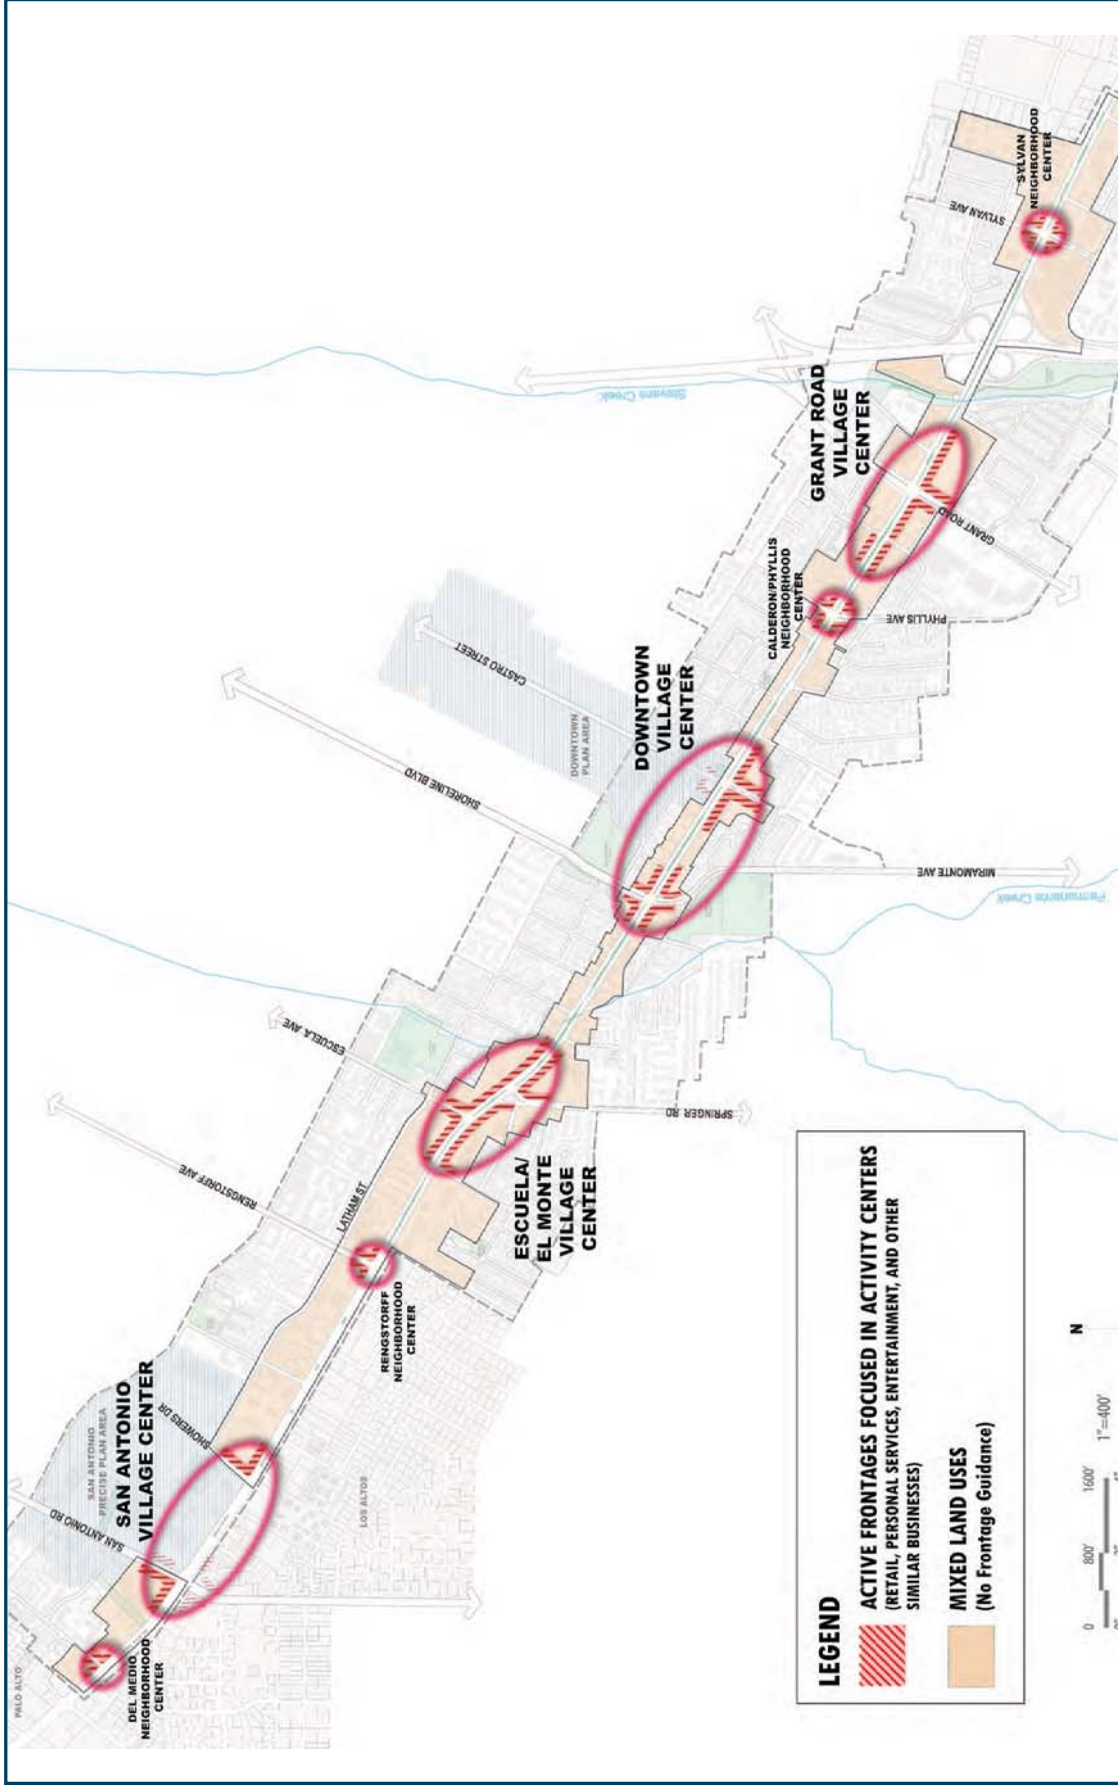 PALO ALTO
DEL MEDIO
NEIGHBORHOOD
CENTER
SAN ANTONIO RD
SAN ANTONIO
PRECISE PLAN AREA
SAN ANTONIO
VILLAGE CENTER
SHOWERS DR
LOS ALTOS
RENGSTORFF
NEIGHBORHOOD
CENTER
LATHAM ST
RENGSTORFF AVE
ESCUELA AVE
ESCUELA/
EL MONTE
VILLAGE
CENTER
SPRINGER RD
SHORELINE BLVD
MIRAMONTE AVE
Permanente Creek
DOWNTOWN
PLAN AREA
CASTRO STREET
DOWNTOWN
VILLAGE
CENTER
CALDERON/PHYLLIS
NEIGHBORHOOD
CENTER
PHYLLIS AVE
GRANT ROAD
VILLAGE
CENTER
GRANT ROAD
Stevens Creek
SYLVAN AVE
SYLVAN
NEIGHBORHOOD
CENTER
LEGEND
ACTIVE FRONTAGES FOCUSED IN ACTIVITY CENTERS
(RETAIL, PERSONAL SERVICES, ENTERTAINMENT, AND OTHER
SIMILAR BUSINESSES)
MIXED LAND USES
(No Frontage Guidance)
N
0 800' 1600' 1"=400'